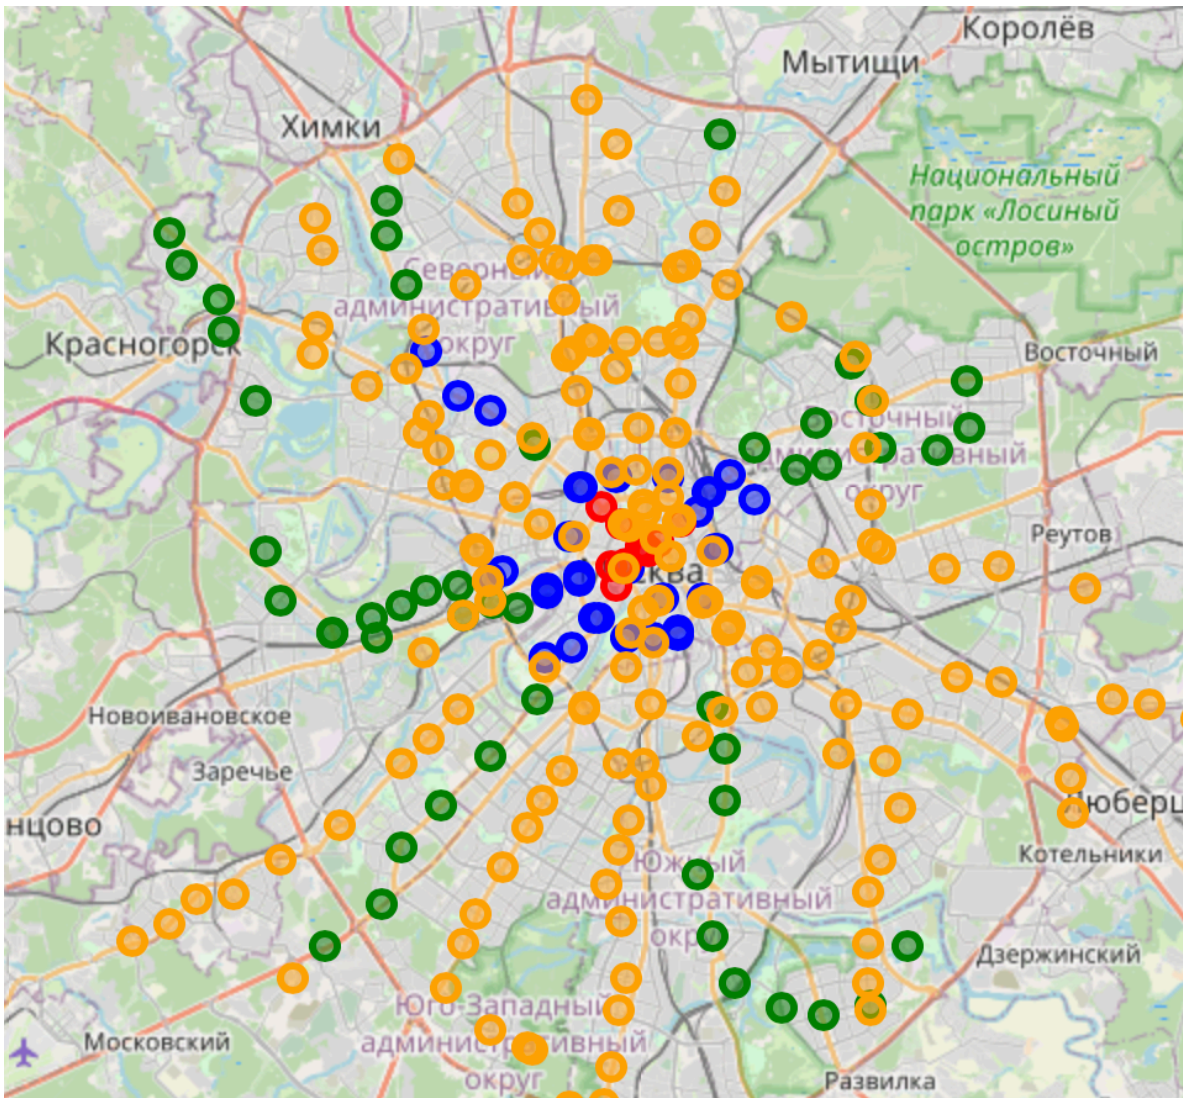 Королёв
Мытищи
Химки
Национальный
парк «Лосиный
остров»
Северный
административный
округ
Красногорск
Восточный
Восточный
административный
округ
Реутов
Новоивановское
Заречье
нцово
Люберц
Котельники
Южный
административный
округ
Дзержинский
Юго-Западный
административный
округ
Московский
Развилка